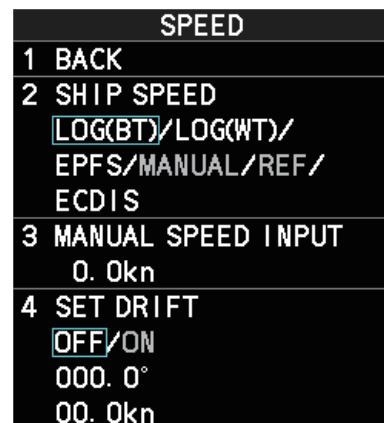 SPEED
1 BACK
2 SHIP SPEED
LOG(BT)/LOG(WT)/
EPFS/MANUAL/REF/
ECDIS
3 MANUAL SPEED INPUT
0.0kn
4 SET DRIFT
OFF/ON
000.0°
00.0kn